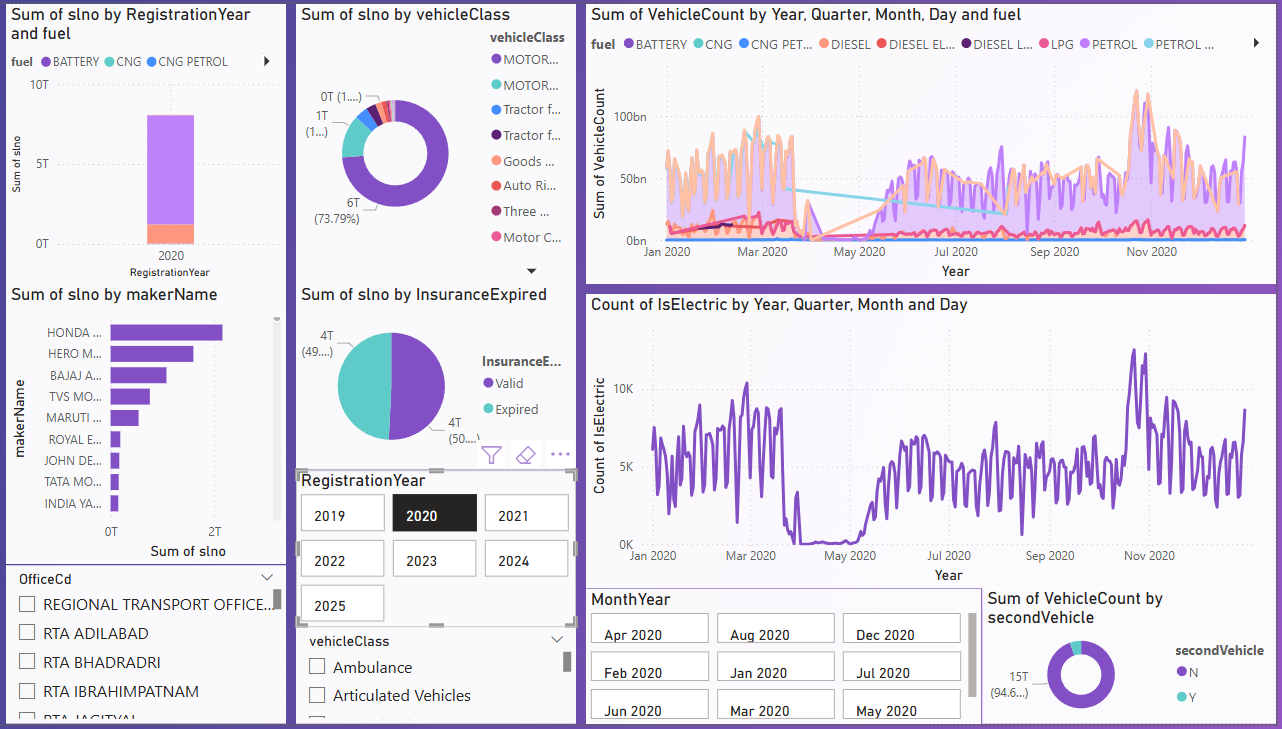 Sum of slno by RegistrationYear
and fuel
fuel BATTERY CNG CNG PETROL
10T
5T
0T
Sum of slno
2020
RegistrationYear
Sum of slno by makerName
makerName
HONDA ...
HERO M...
BAJAJ A...
TVS MO...
MARUTI ...
ROYAL E...
JOHN DE...
TATA MO...
INDIA YA...
0T 2T
Sum of slno
OfficeCd
REGIONAL TRANSPORT OFFICE...
RTA ADILABAD
RTA BHADRADRI
RTA IBRAHIMPATNAM
RTA JAGITYAL
Sum of slno by vehicleClass
vehicleClass
MOTOR...
MOTOR...
Tractor f...
Tractor f...
Goods ...
Auto Ri...
Three ...
Motor C...
0T (1....)
1T
(1...)
6T
(73.79%)
Sum of slno by InsuranceExpired
4T
(49....)
4T
(50....)
InsuranceE...
Valid
Expired
RegistrationYear
2019 2020 2021
2022 2023 2024
2025
vehicleClass
Ambulance
Articulated Vehicles
Sum of VehicleCount by Year, Quarter, Month, Day and fuel
fuel BATTERY CNG CNG PET... DIESEL DIESEL EL... DIESEL L... LPG PETROL PETROL ...
100bn
50bn
0bn
Sum of VehicleCount
Jan 2020 Mar 2020 May 2020 Jul 2020 Sep 2020 Nov 2020
Year
Count of IsElectric by Year, Quarter, Month and Day
10K
5K
0K
Count of IsElectric
Jan 2020 Mar 2020 May 2020 Jul 2020 Sep 2020 Nov 2020
Year
MonthYear
Apr 2020 Aug 2020 Dec 2020
Feb 2020 Jan 2020 Jul 2020
Jun 2020 Mar 2020 May 2020
Sum of VehicleCount by
secondVehicle
15T
(94.6...)
secondVehicle
N
Y